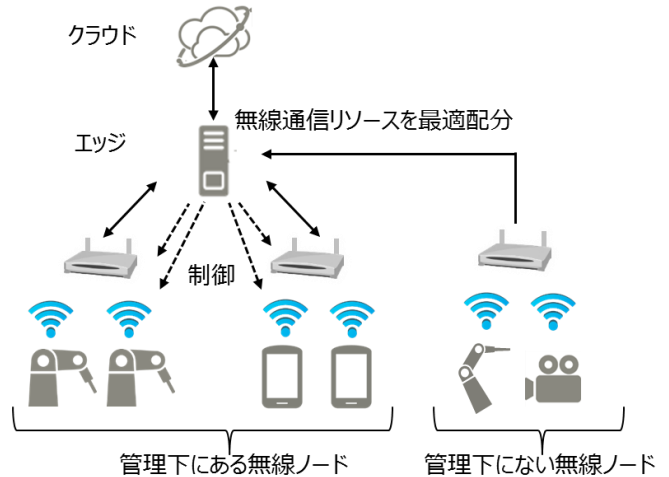 クラウド
エッジ
無線通信リソースを最適配分
制御
管理下にある無線ノード
管理下にない無線ノード